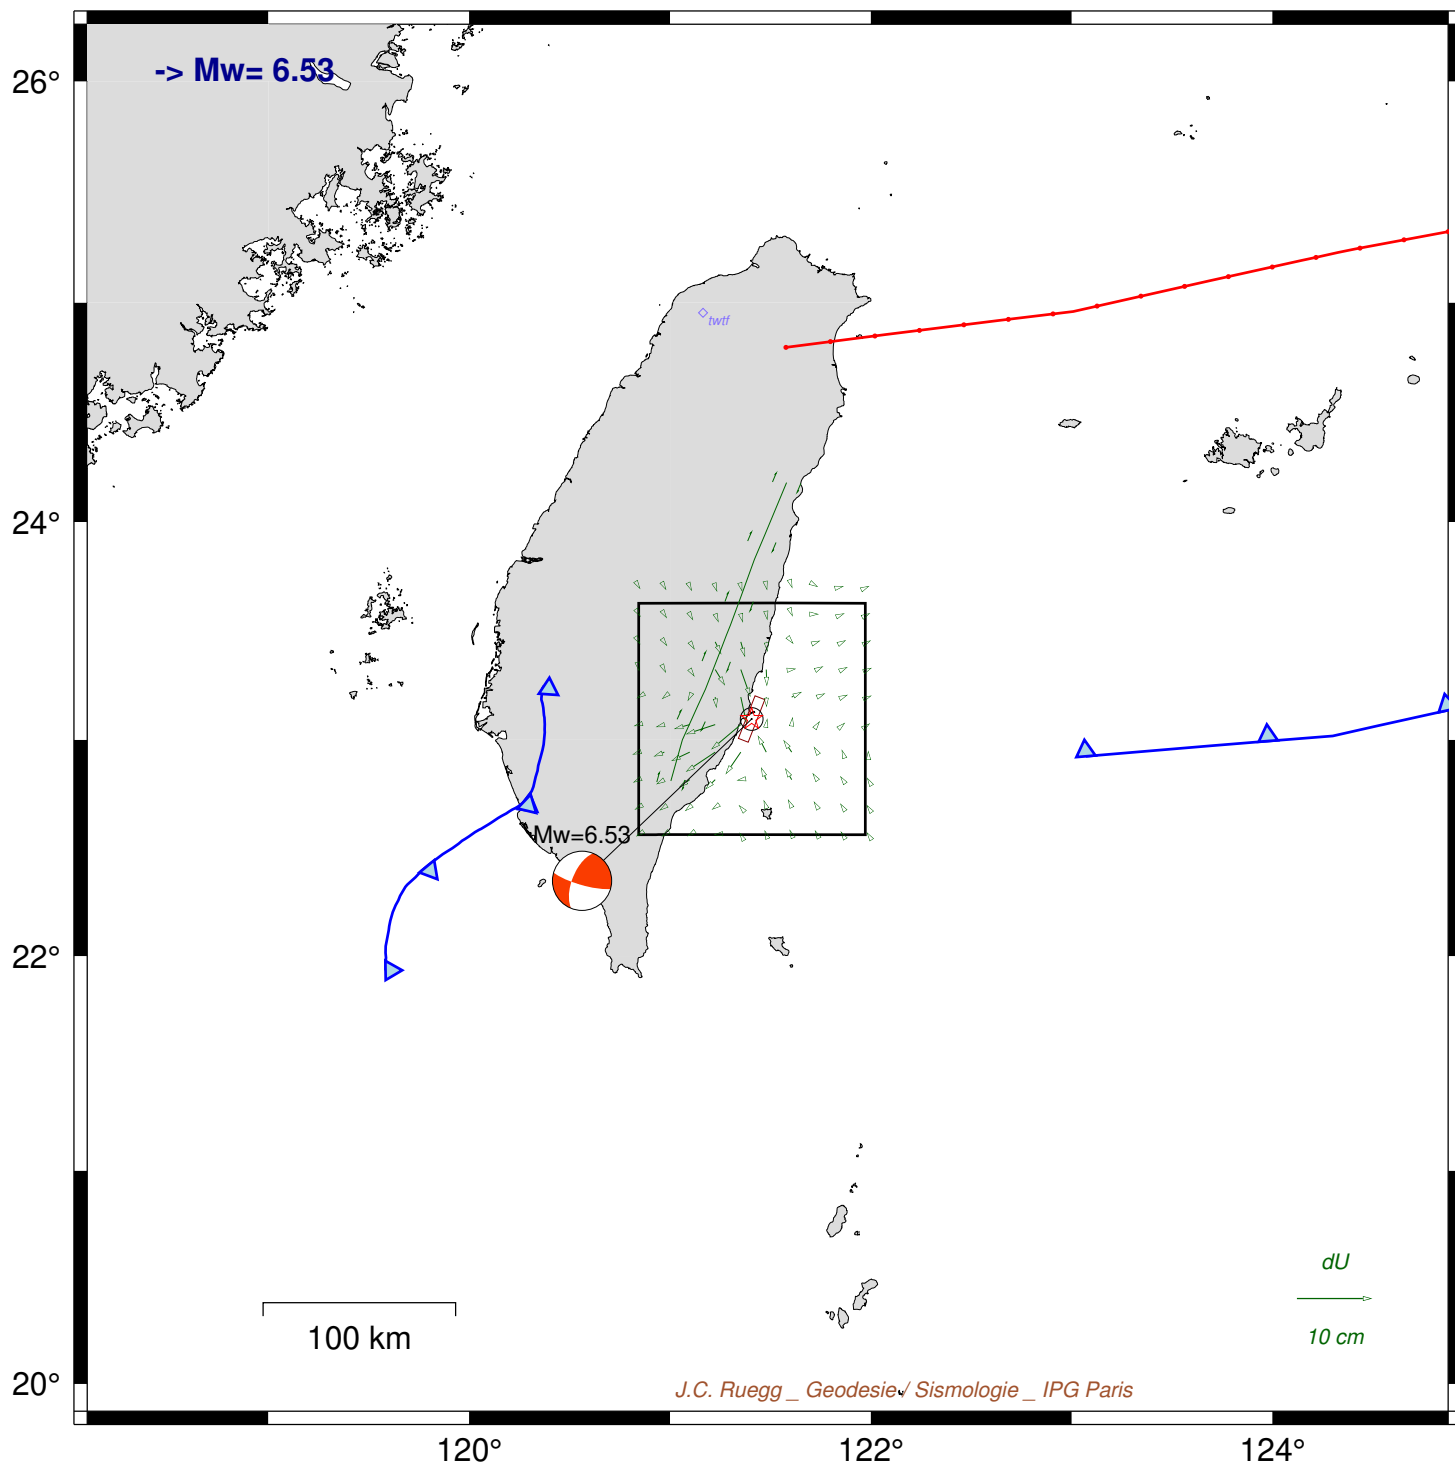 -> Mw= 6.53
26°
twtf
24°
Mw=6.53
22°
dU
10 cm
100 km
20°
J.C. Ruegg _ Geodesie / Sismologie _ IPG Paris
120°
122°
124°